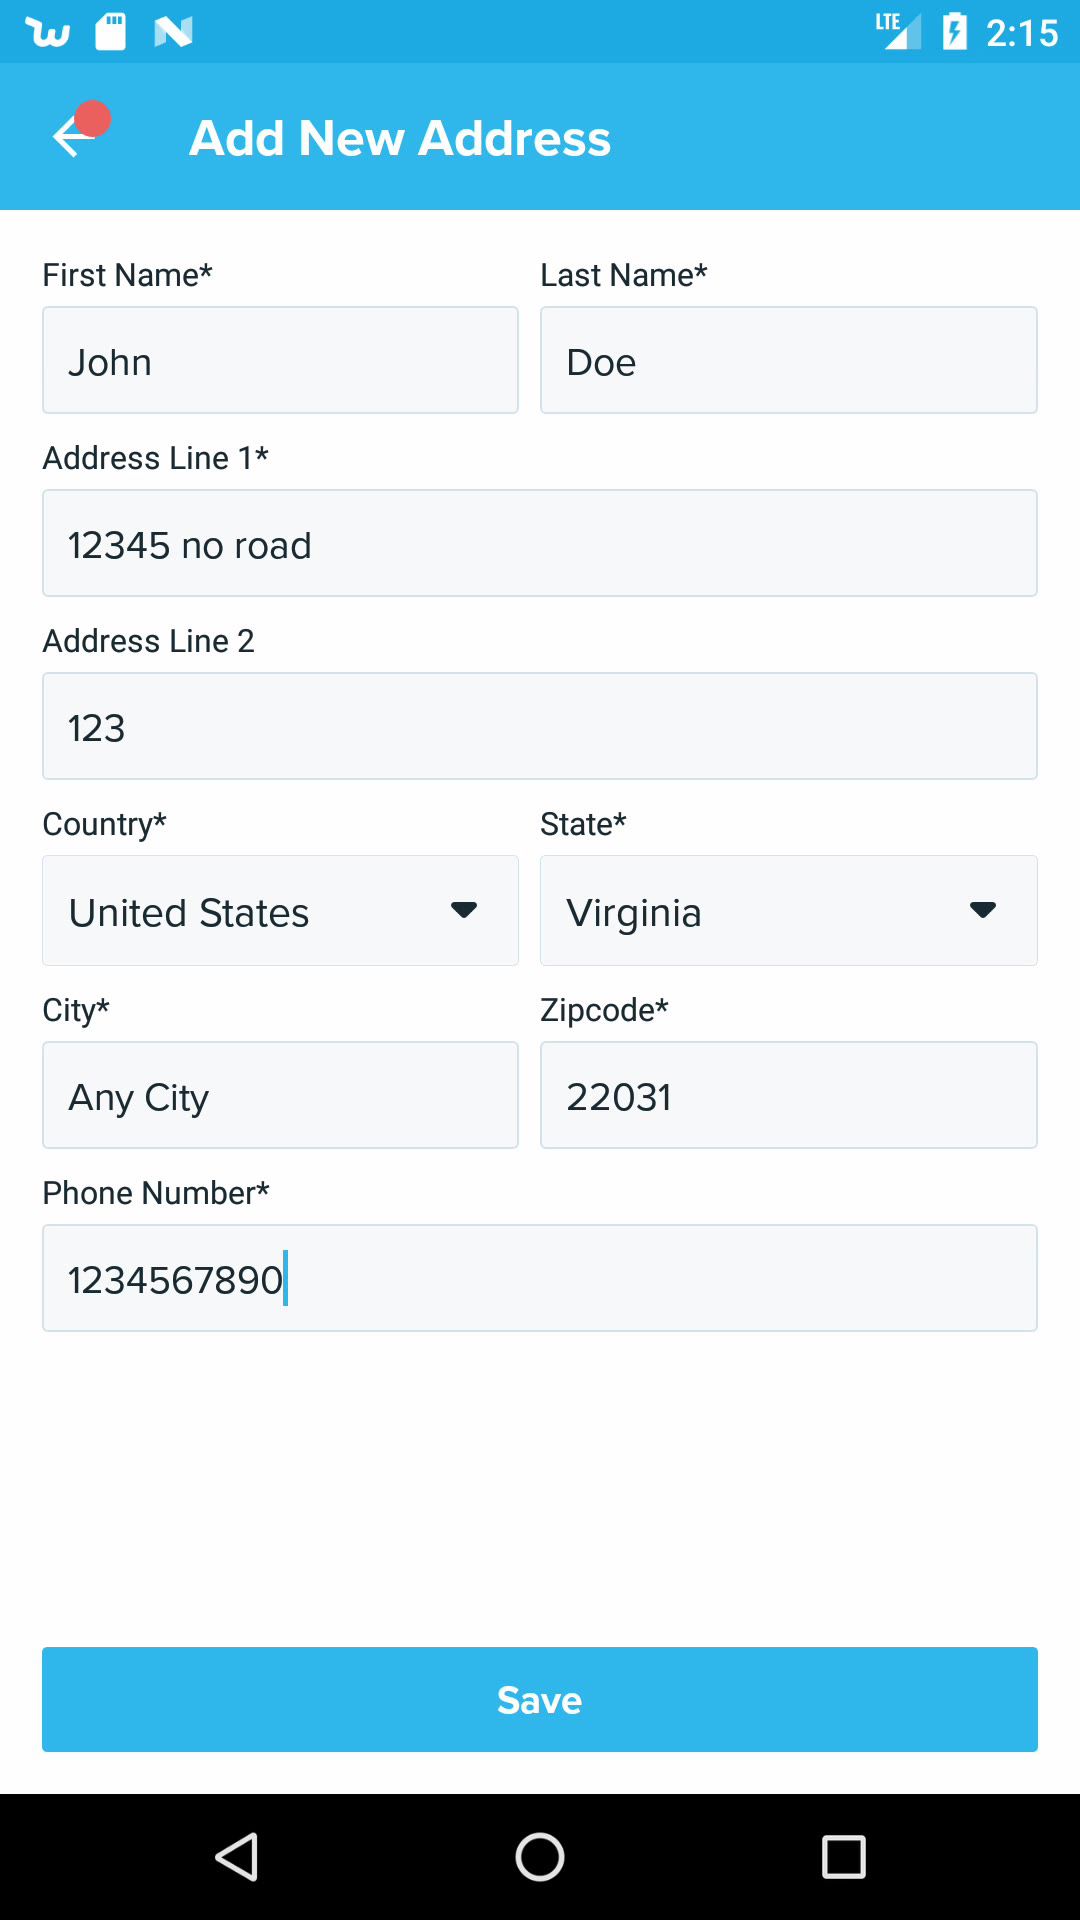 LTE 2:15
Add New Address
First Name* Last Name*
John Doe
Address Line 1*
12345 no road
Address Line 2
123
Country* State*
United States Virginia
City* Zipcode*
Any City 22031
Phone Number*
1234567890
Save